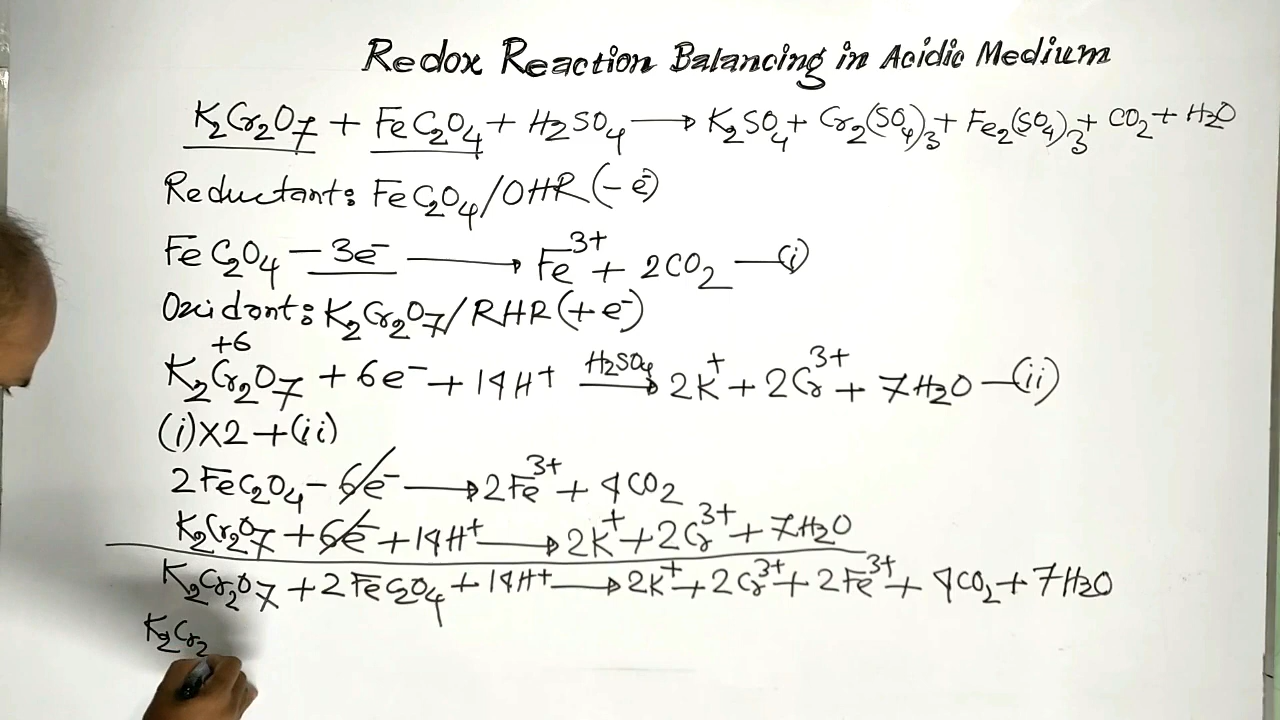 Redox Reaction Balancing in Acidic Medium
K₂Cr₂O₇ + FeC₂O₄ + H₂SO₄ → K₂SO₄ + Cr₂(SO₄)₃ + Fe₂(SO₄)₃ + CO₂ + H₂O
Reductant: FeC₂O₄/OHR (-e⁻)
FeC₂O₄ - 3e⁻ → Fe³⁺ + 2CO₂ —(i)
Oxidant: K₂Cr₂O₇/RHR (+e⁻)
+6
K₂Cr₂O₇ + 6e⁻ + 14H⁺ H₂SO₄ → 2K⁺ + 2Cr³⁺ + 7H₂O —(ii)
(i)×2 + (ii)
2FeC₂O₄ - 6e⁻ → 2Fe³⁺ + 4CO₂
K₂Cr₂O₇ + 6e⁻ + 14H⁺ → 2K⁺ + 2Cr³⁺ + 7H₂O
K₂Cr₂O₇ + 2FeC₂O₄ + 14H⁺ → 2K⁺ + 2Cr³⁺ + 2Fe³⁺ + 4CO₂ + 7H₂O
K₂Cr₂